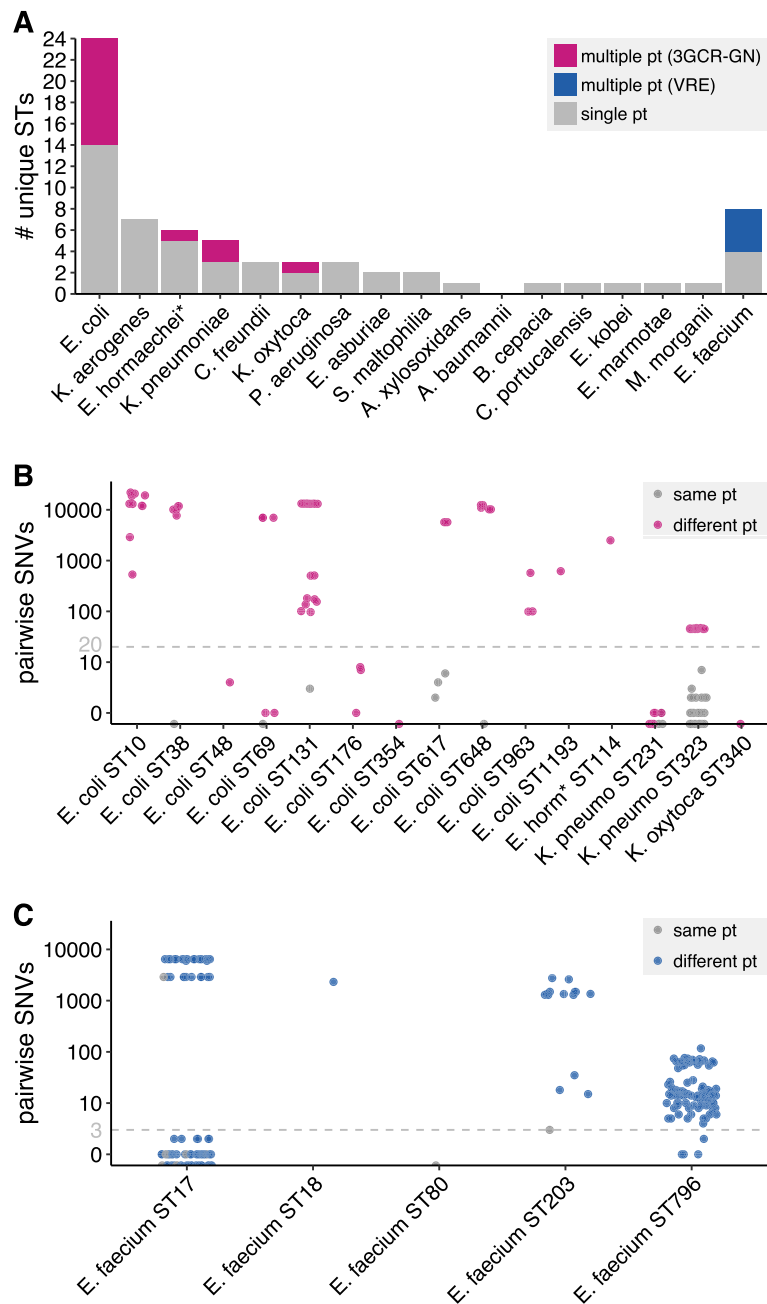 A
# unique STs
24
22
20
18
16
14
12
10
8
6
4
2
0
multiple pt (3GCR-GN)
multiple pt (VRE)
single pt
E. coli
K. aerogenes
E. hormaechei*
K. pneumoniae
C. freundii
K. oxytoca
P. aeruginosa
E. asburiae
S. maltophilia
A. xylosoxidans
A. baumannii
B. cepacia
C. portucalensis
E. kobei
E. marmotae
M. morganii
E. faecium
B
pairwise SNVs
10000
1000
100
20
10
0
same pt
different pt
E. coli ST10
E. coli ST38
E. coli ST48
E. coli ST69
E. coli ST131
E. coli ST176
E. coli ST354
E. coli ST617
E. coli ST648
E. coli ST963
E. coli ST1193
E. horm* ST114
K. pneumo ST231
K. pneumo ST323
K. oxytoca ST340
C
pairwise SNVs
10000
1000
100
10
3
0
same pt
different pt
E. faecium ST17
E. faecium ST18
E. faecium ST80
E. faecium ST203
E. faecium ST796